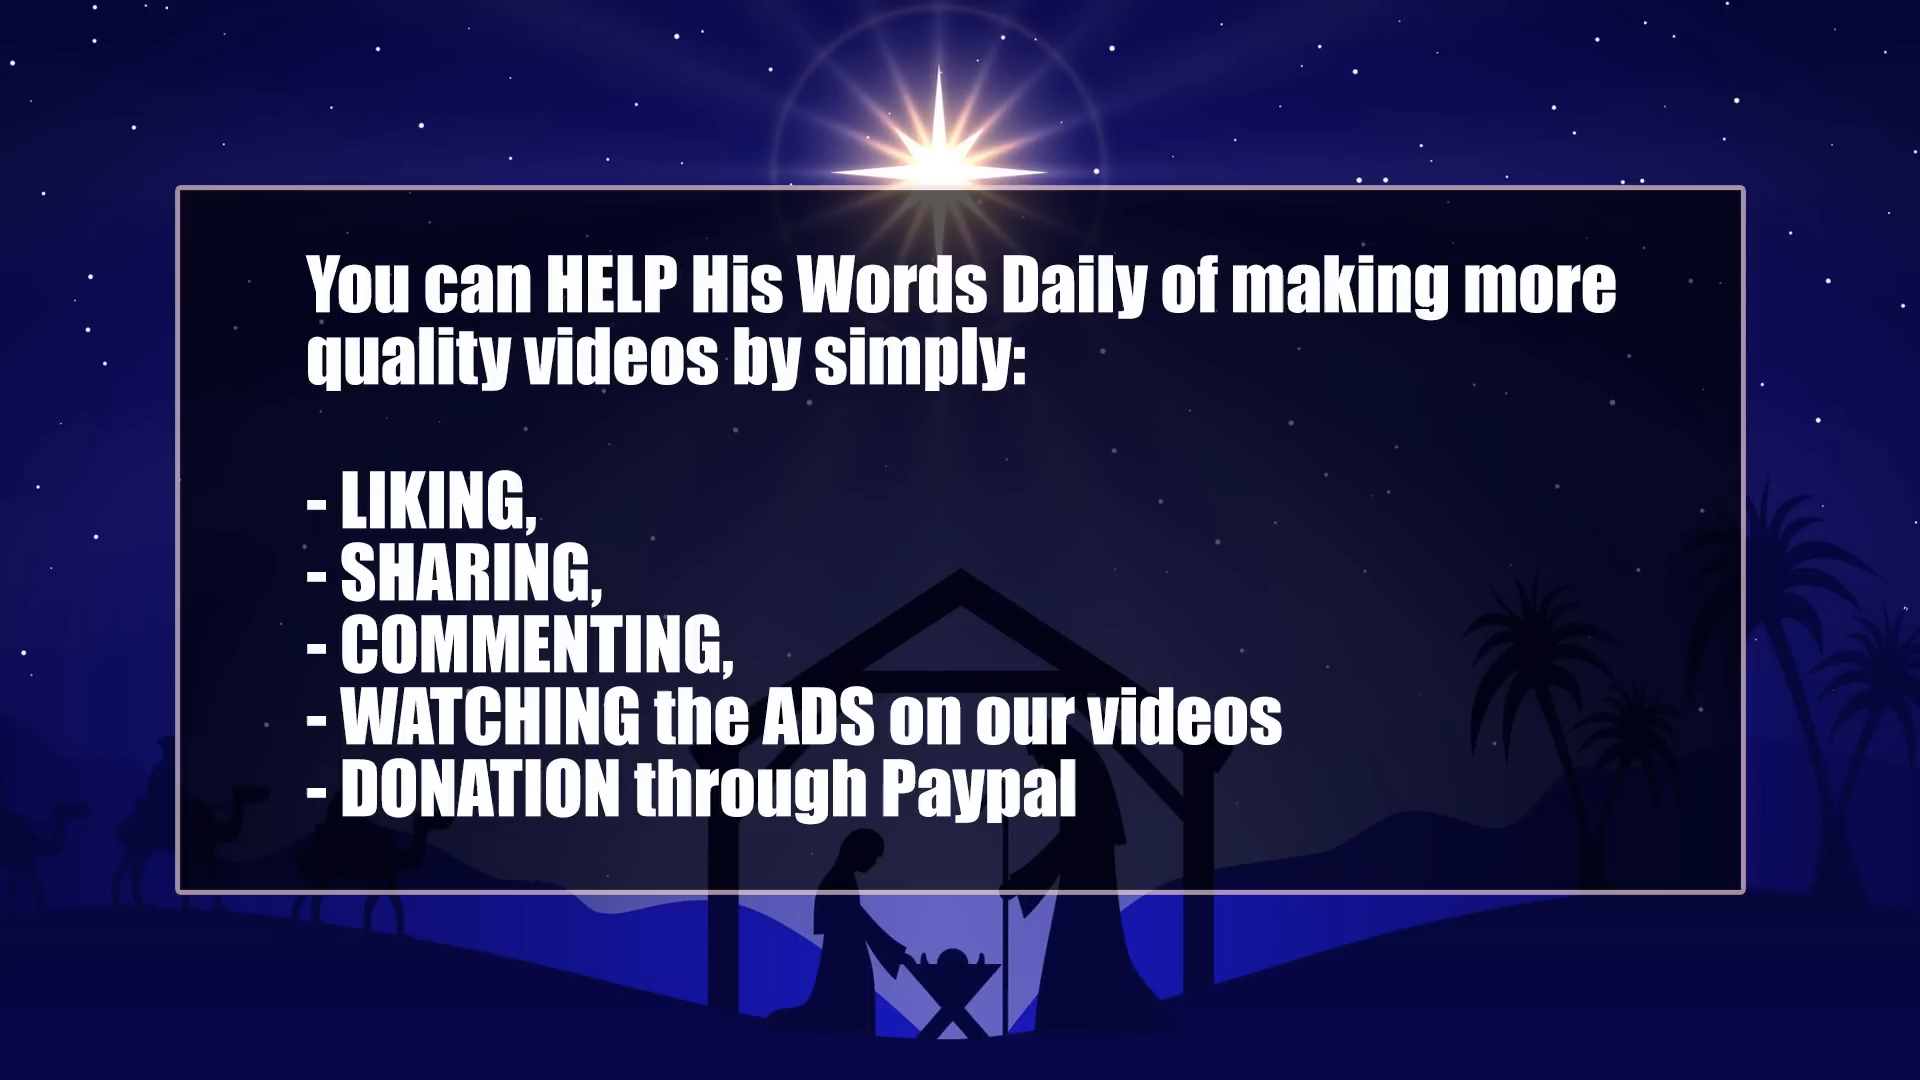 You can HELP His Words Daily of making more
quality videos by simply:
- LIKING,
- SHARING,
- COMMENTING,
- WATCHING the ADS on our videos
- DONATION through Paypal